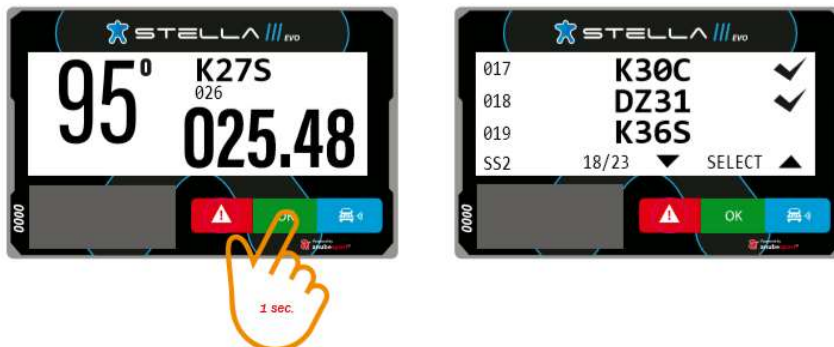 STELLA III EVO
95°
K27S
026
025.48
0000
OK
1 sec.
STELLA III EVO
017 K30C
018 DZ31
019 K36S
SS2 18/23 SELECT
0000
OK